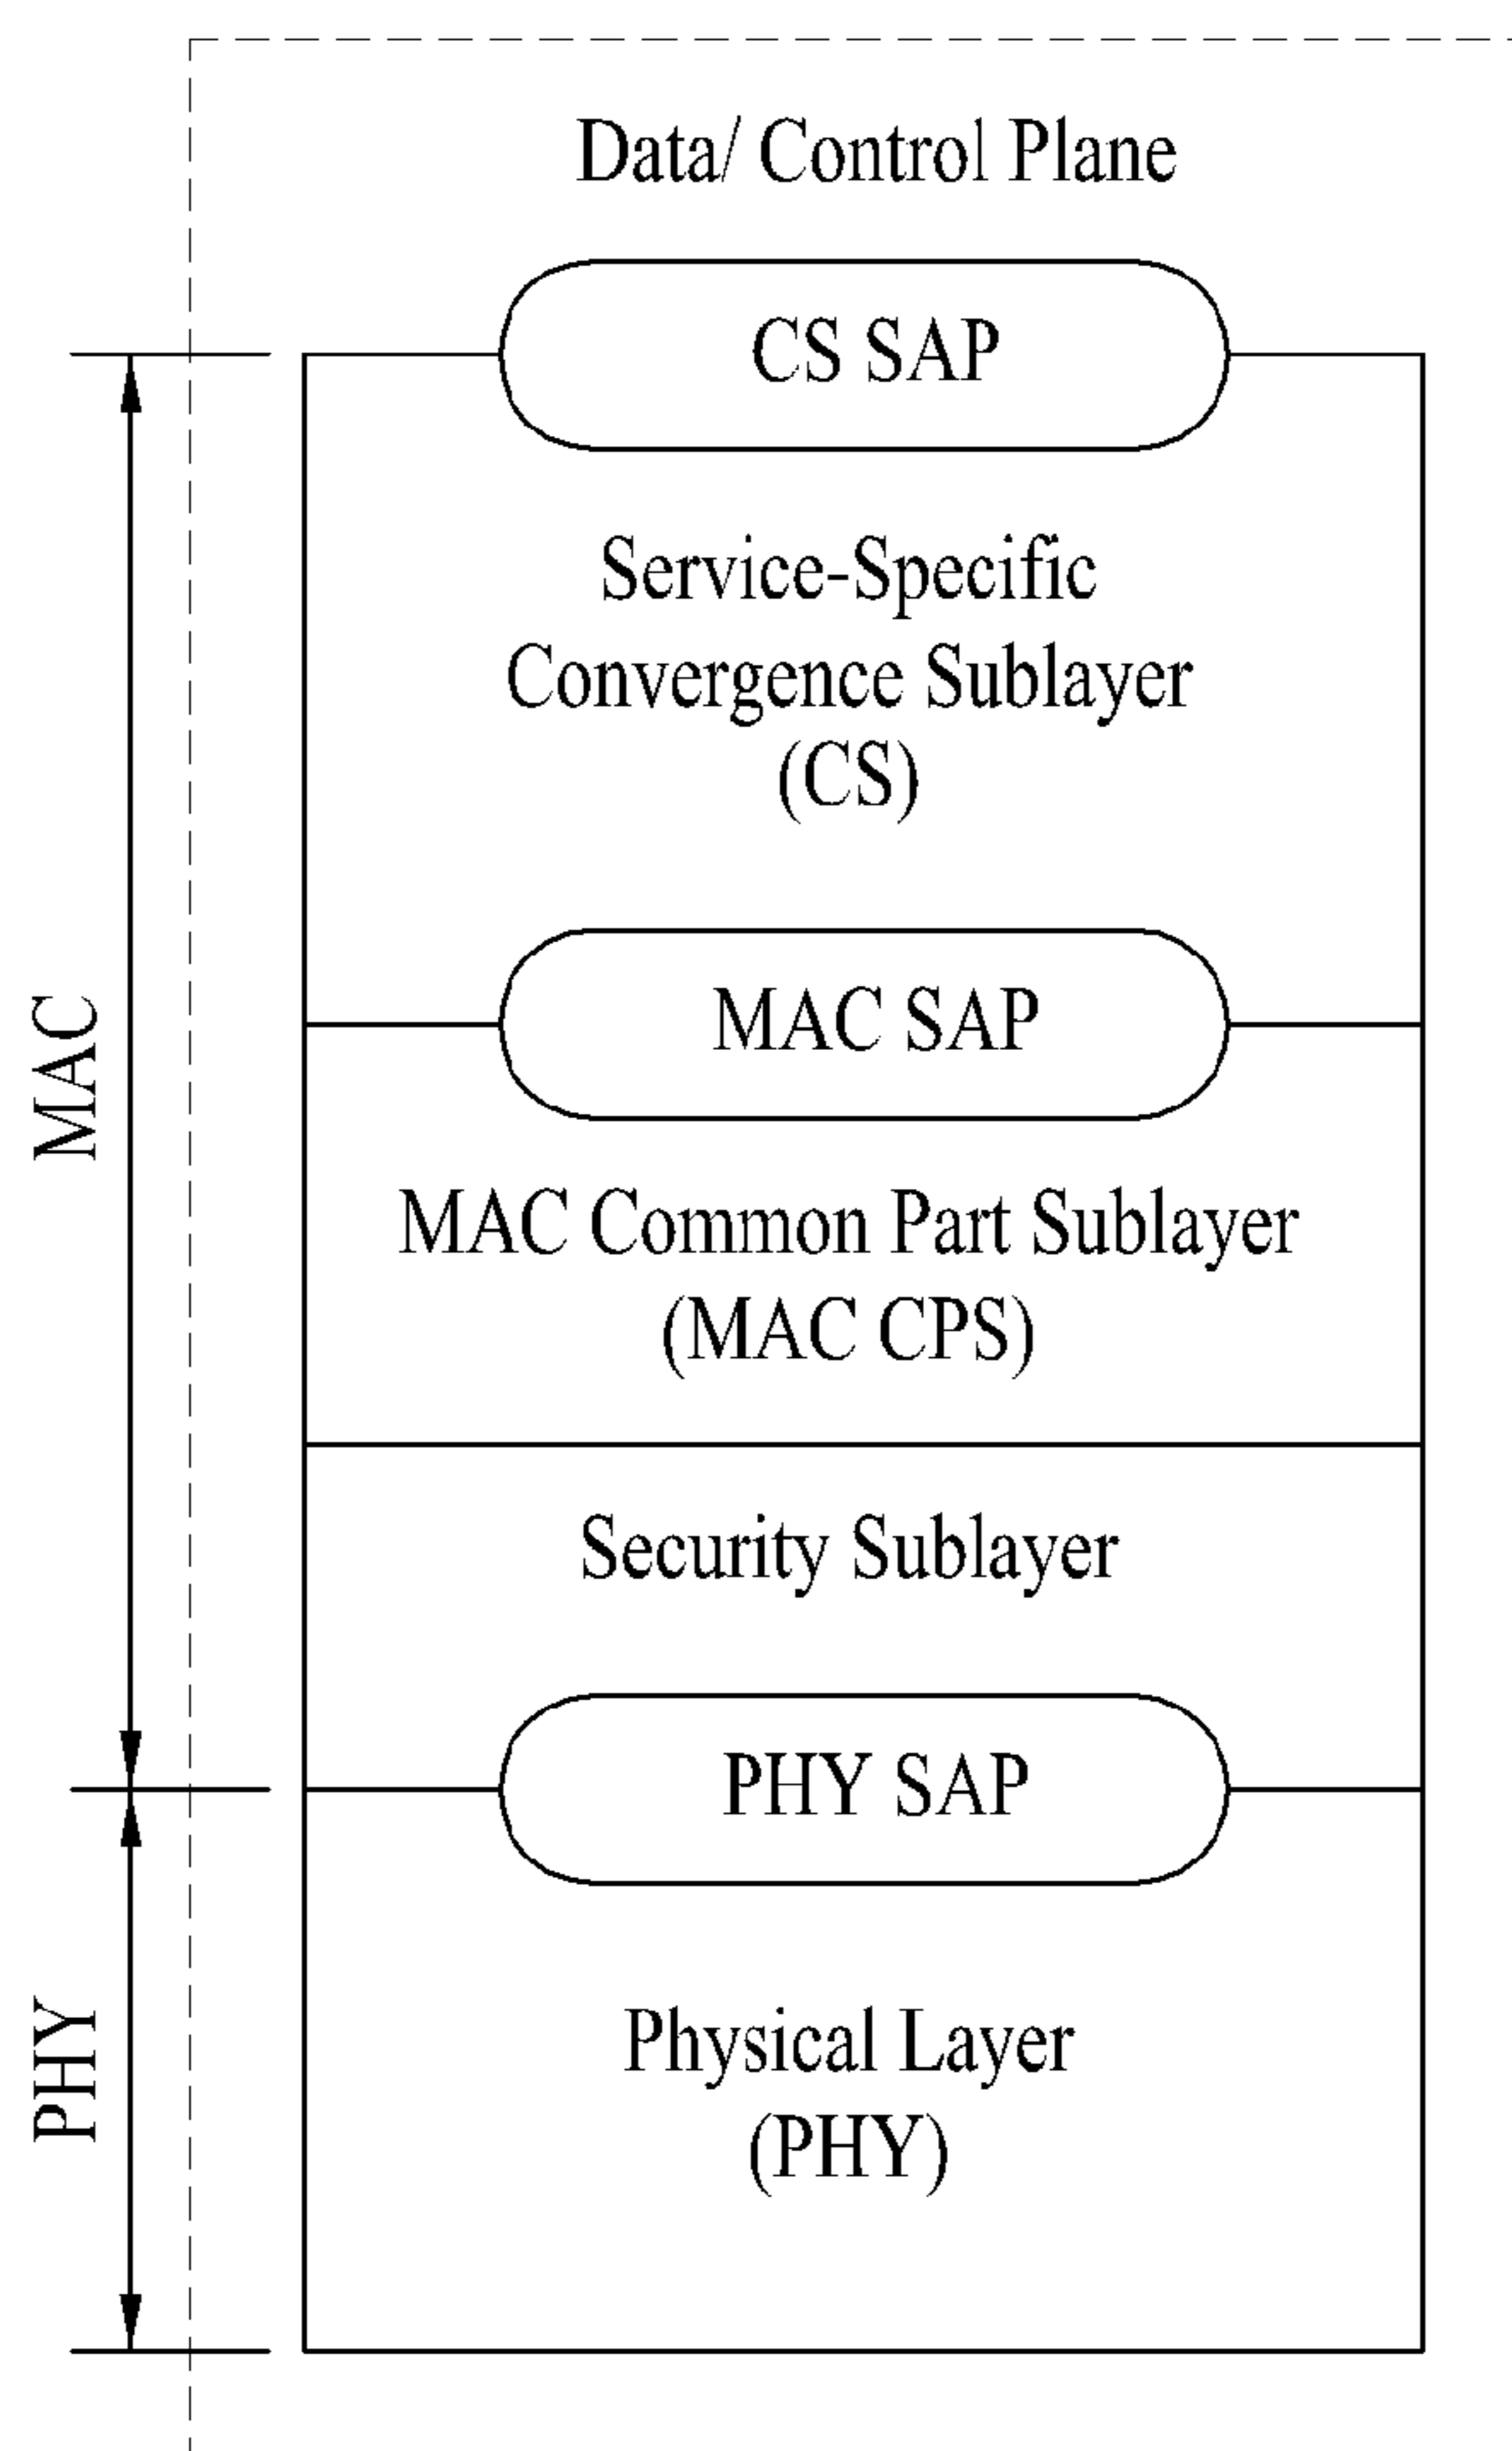 Data/ Control Plane
CS SAP
Service-Specific
Convergence Sublayer
(CS)
MAC SAP
MAC
MAC Common Part Sublayer
(MAC CPS)
Security Sublayer
PHY SAP
PHY
Physical Layer
(PHY)